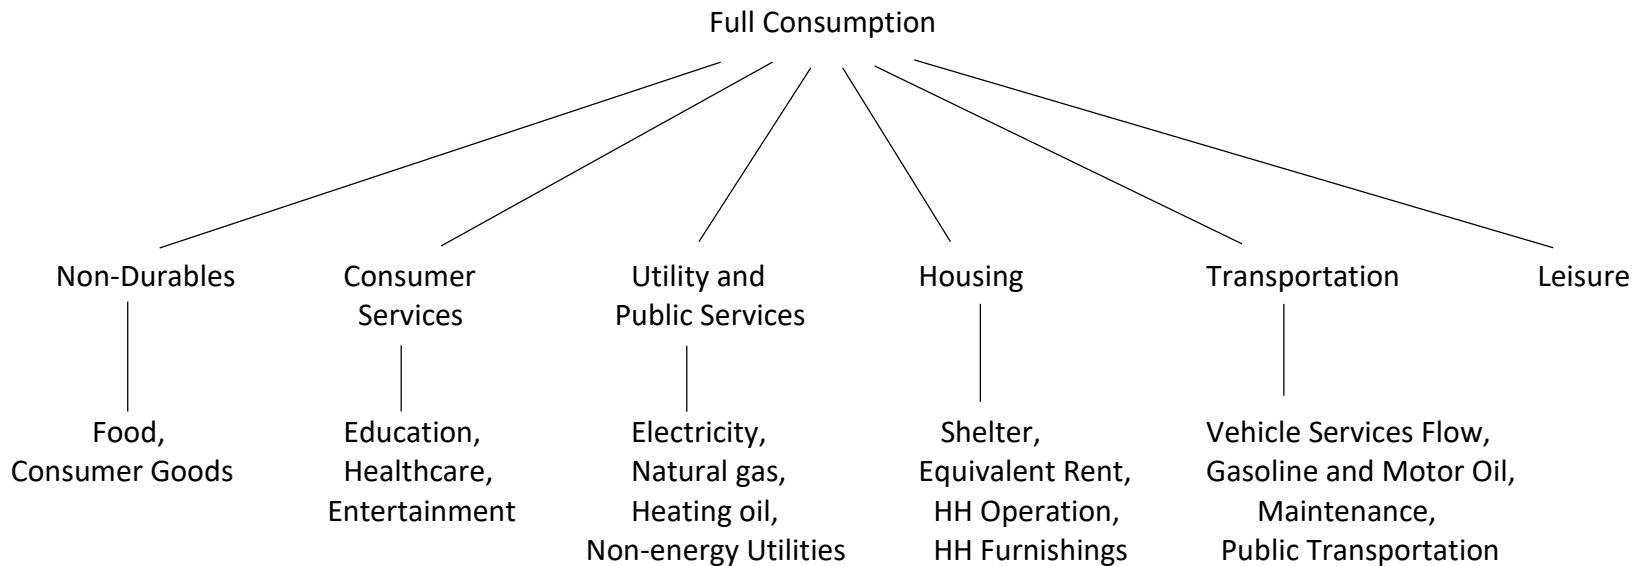 Full Consumption
Non-Durables
Consumer
Services
Utility and
Public Services
Housing
Transportation
Leisure
Food,
Consumer Goods
Education,
Healthcare,
Entertainment
Electricity,
Natural gas,
Heating oil,
Non-energy Utilities
Shelter,
Equivalent Rent,
HH Operation,
HH Furnishings
Vehicle Services Flow,
Gasoline and Motor Oil,
Maintenance,
Public Transportation